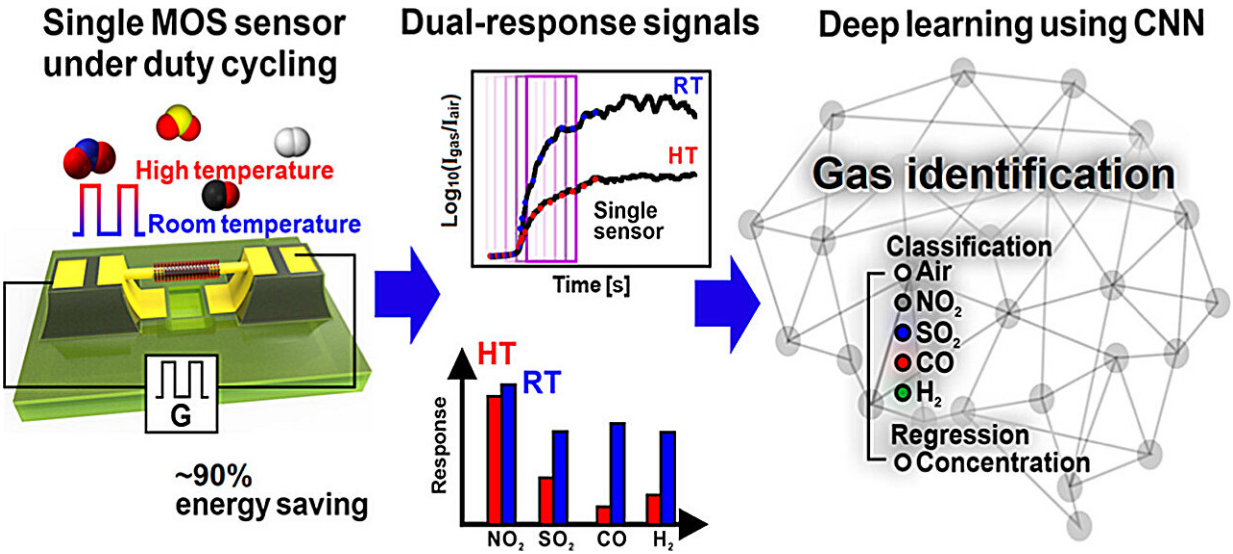 Single MOS sensor
under duty cycling
High temperature
Room temperature
G
~90%
energy saving
Dual-response signals
Log₁₀(I_gas/I_air)
RT
HT
Single
sensor
Time [s]
HT
RT
Response
NO₂ SO₂ CO H₂
Deep learning using CNN
Gas identification
Classification
Air
NO₂
SO₂
CO
H₂
Regression
Concentration